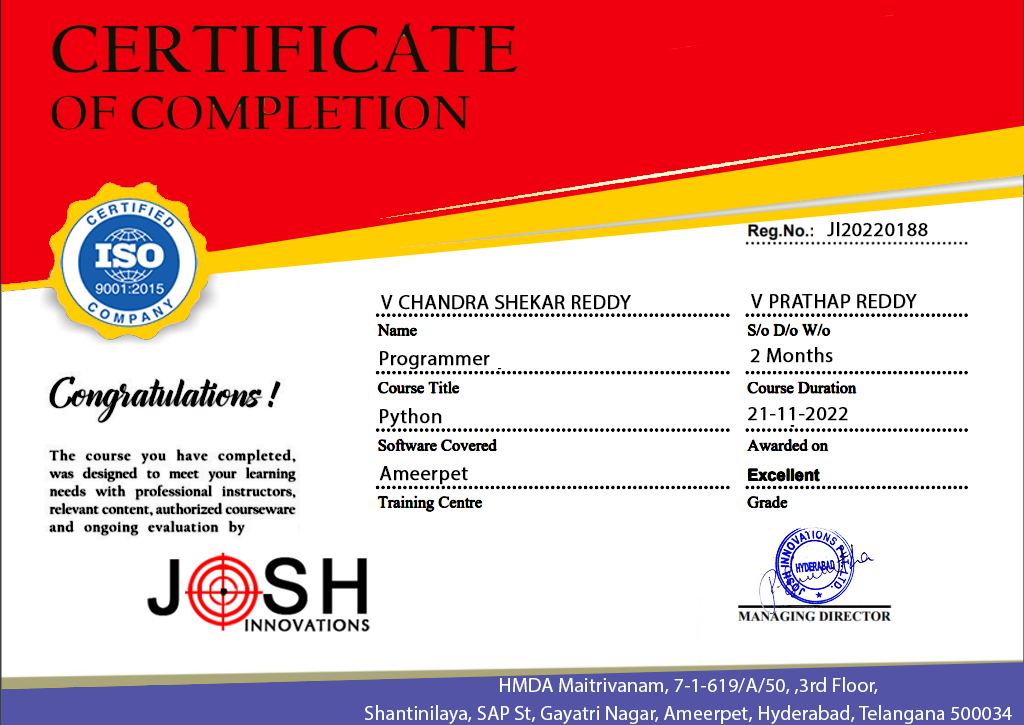 CERTIFICATE
OF COMPLETION
CERTIFIED
ISO
9001:2015
COMPANY
Reg.No.: JI20220188
V CHANDRA SHEKAR REDDY
V PRATHAP REDDY
Name
S/o D/o W/o
Programmer
2 Months
Course Title
Course Duration
Python
21-11-2022
Software Covered
Awarded on
Ameerpet
Excellent
Training Centre
Grade
Congratulations !
The course you have completed,
was designed to meet your learning
needs with professional instructors,
relevant content, authorized courseware
and ongoing evaluation by
JOSH
INNOVATIONS
JOSH INNOVATIONS PVT. LTD.
HYDERABAD
MANAGING DIRECTOR
HMDA Maitrivanam, 7-1-619/A/50, ,3rd Floor,
Shantinilaya, SAP St, Gayatri Nagar, Ameerpet, Hyderabad, Telangana 500034